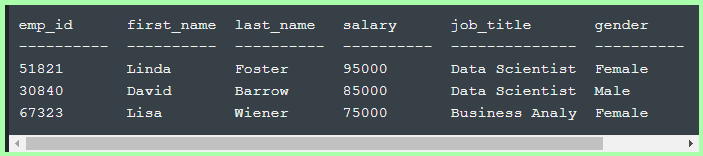 emp_id first_name last_name salary job_title gender
---------- ---------- ---------- ---------- -------------- ----------
51821 Linda Foster 95000 Data Scientist Female
30840 David Barrow 85000 Data Scientist Male
67323 Lisa Wiener 75000 Business Analy Female